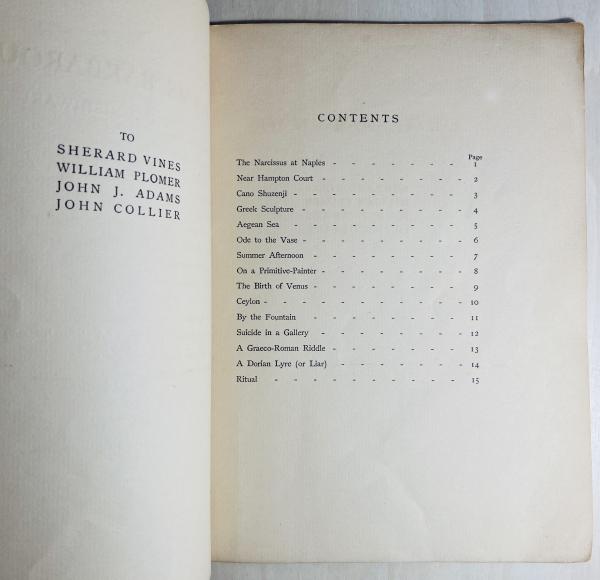 TO
SHERARD VINES
WILLIAM PLOMER
JOHN J. ADAMS
JOHN COLLIER
CONTENTS
Page
The Narcissus at Naples - - - - - - - 1
Near Hampton Court - - - - - - - 2
Cano Shuzenji - - - - - - - - - 3
Greek Sculpture - - - - - - - - 4
Aegean Sea - - - - - - - - 5
Ode to the Vase - - - - - - - - 6
Summer Afternoon - - - - - - - 7
On a Primitive-Painter - - - - - - - 8
The Birth of Venus - - - - - - - 9
Ceylon - - - - - - - - - - 10
By the Fountain - - - - - - - 11
Suicide in a Gallery - - - - - - - 12
A Graeco-Roman Riddle - - - - - - - 13
A Dorian Lyre (or Liar) - - - - - - 14
Ritual - - - - - - - - - 15